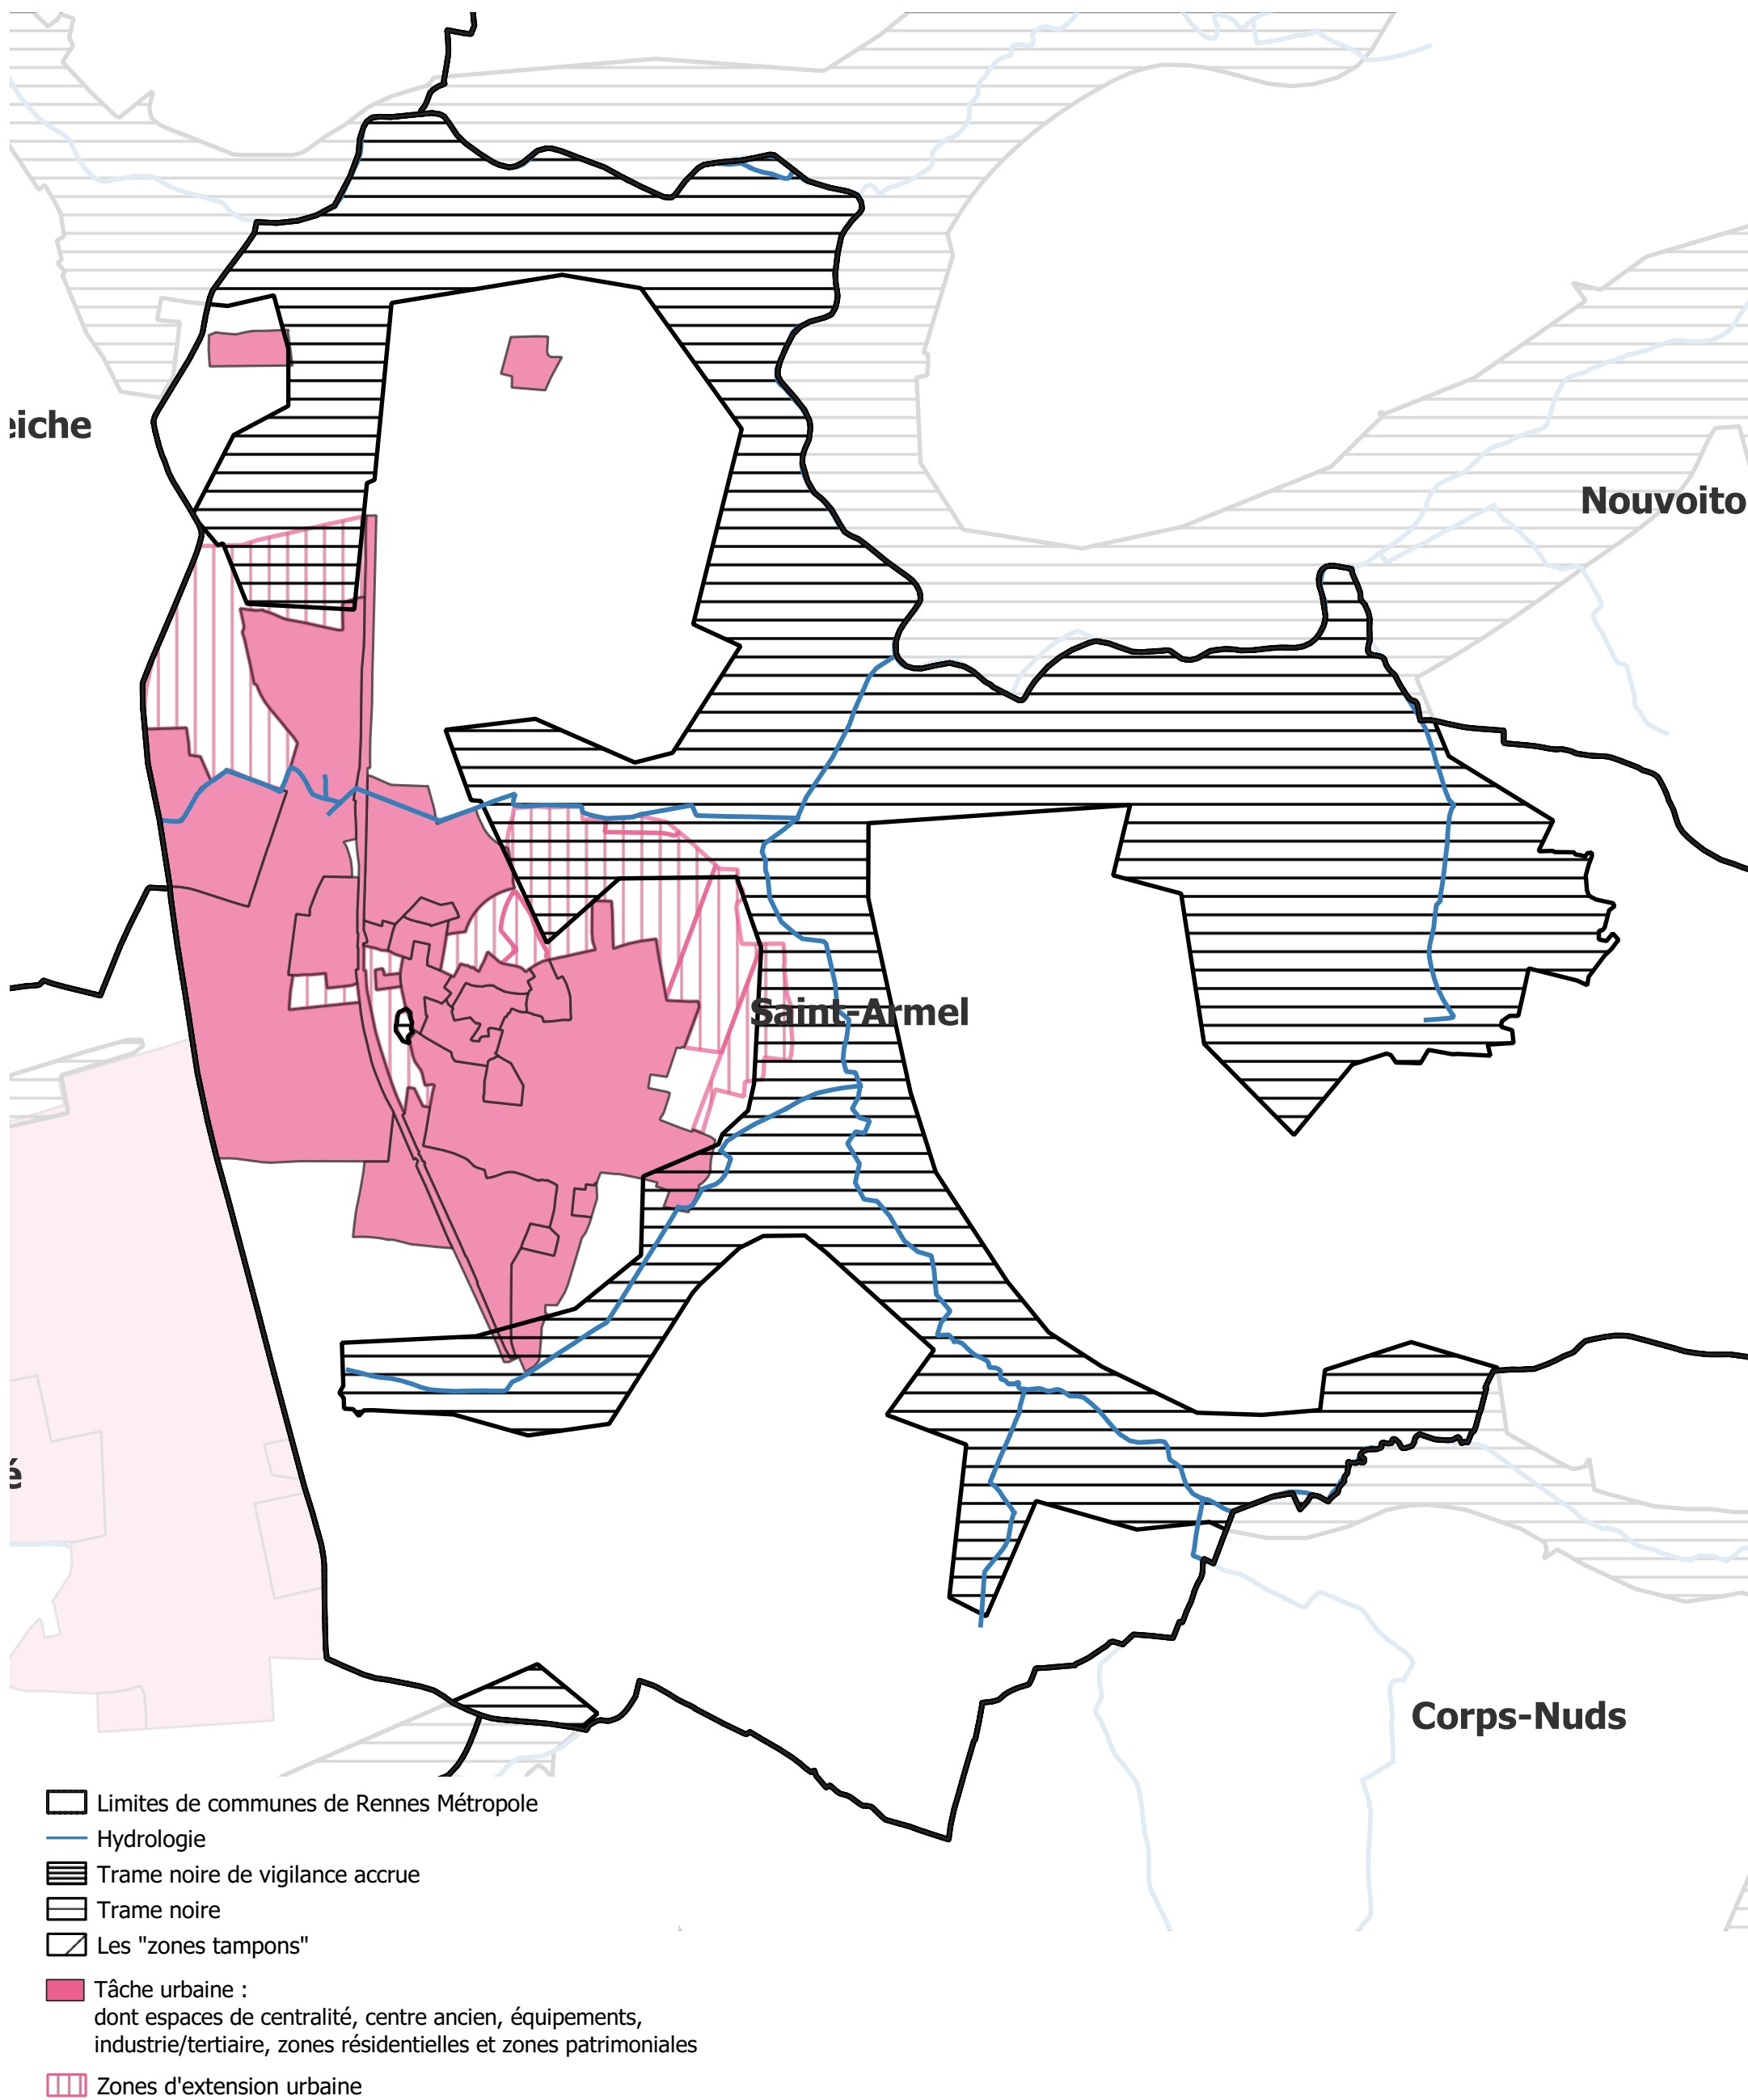 eiche
Nouvoito
Saint-Armel
é
Corps-Nuds
Limites de communes de Rennes Métropole
Hydrologie
Trame noire de vigilance accrue
Trame noire
Les "zones tampons"
Tâche urbaine :
dont espaces de centralité, centre ancien, équipements,
industrie/tertiaire, zones résidentielles et zones patrimoniales
Zones d'extension urbaine